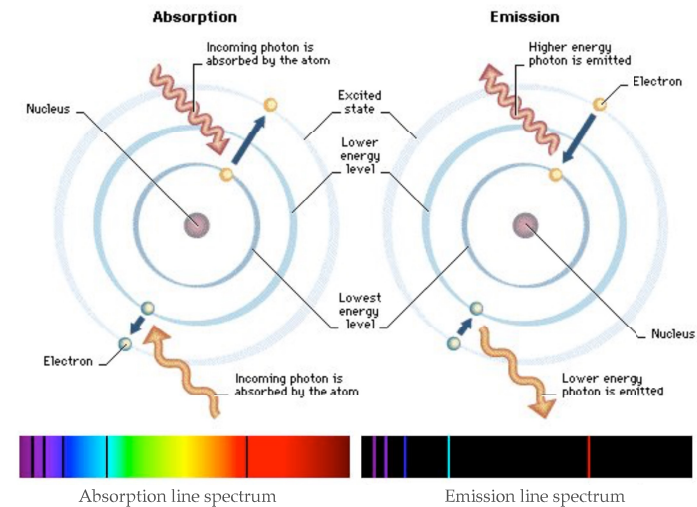 Absorption
Emission
Incoming photon is
absorbed by the atom
Higher energy
photon is emitted
Electron
Nucleus
Excited
state
Lower
energy
level
Lowest
energy
level
Nucleus
Electron
Incoming photon is
absorbed by the atom
Lower energy
photon is emitted
Absorption line spectrum
Emission line spectrum